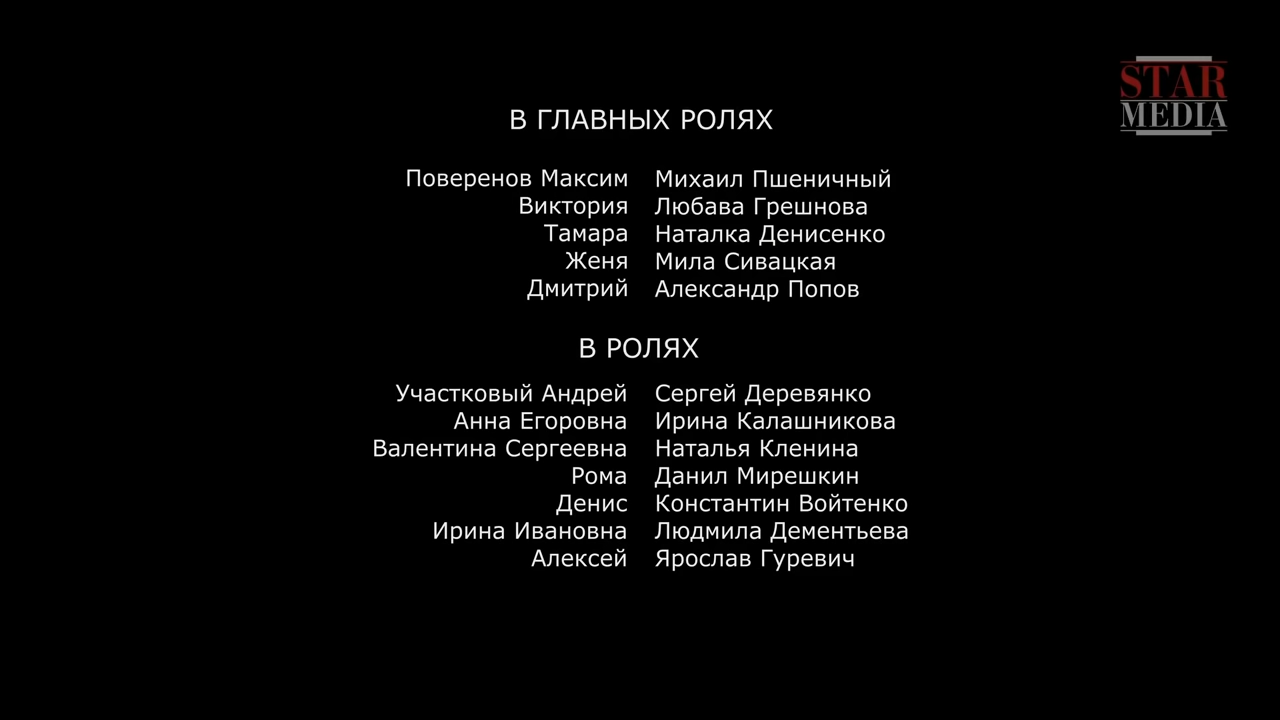 STAR
MEDIA
В ГЛАВНЫХ РОЛЯХ
Поверенов Максим Михаил Пшеничный
Виктория Любава Грешнова
Тамара Наталка Денисенко
Женя Мила Сивацкая
Дмитрий Александр Попов
В РОЛЯХ
Участковый Андрей Сергей Деревянко
Анна Егоровна Ирина Калашникова
Валентина Сергеевна Наталья Кленина
Рома Данил Мирешкин
Денис Константин Войтенко
Ирина Ивановна Людмила Дементьева
Алексей Ярослав Гуревич